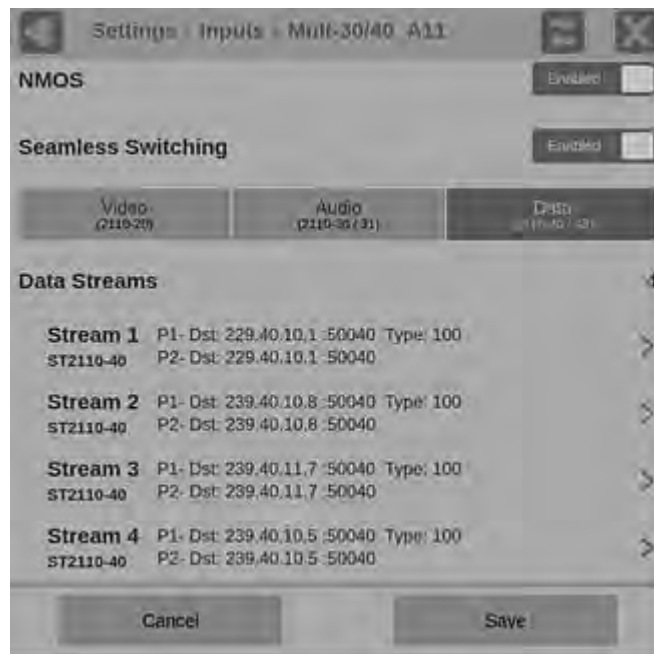 Settings - Inputs - Mult-30/40 A11
NMOS
Enabled
Seamless Switching
Enabled
Video
(2110-20)
Audio
(2110-30 / 31)
Data
Data Streams
Stream 1 P1- Dst: 229.40.10.1 :50040 Type: 100
ST2110-40 P2- Dst: 229.40.10.1 :50040
Stream 2 P1- Dst: 239.40.10.8 :50040 Type: 100
ST2110-40 P2- Dst: 239.40.10.8 :50040
Stream 3 P1- Dst: 239.40.11.7 :50040 Type: 100
ST2110-40 P2- Dst: 239.40.11.7 :50040
Stream 4 P1- Dst: 239.40.10.5 :50040 Type: 100
ST2110-40 P2- Dst: 239.40.10.5 :50040
Cancel
Save